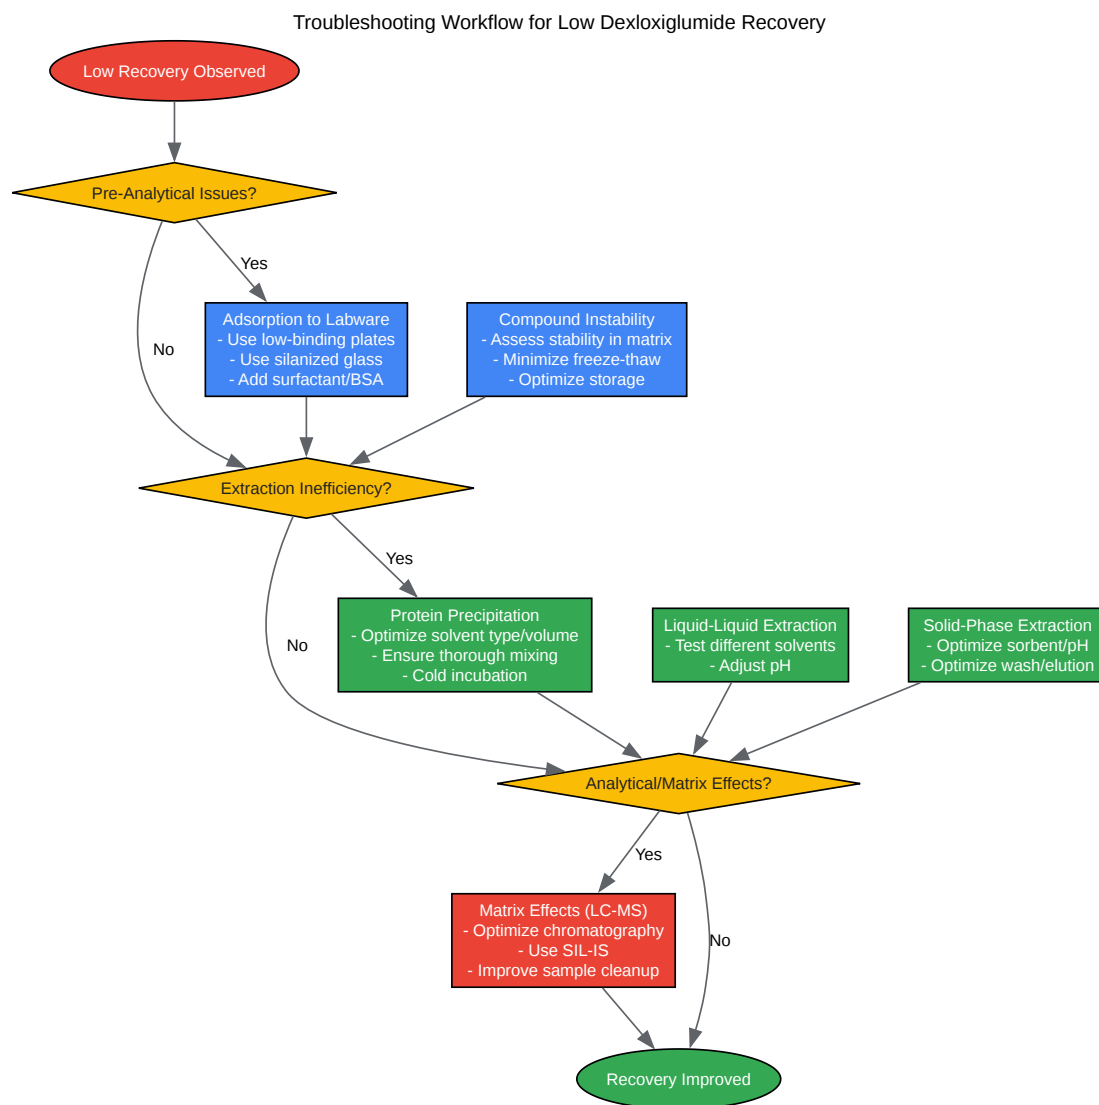 Troubleshooting Workflow for Low Dexloxiglumide Recovery
Low Recovery Observed
Pre-Analytical Issues?
Yes
No
Adsorption to Labware
- Use low-binding plates
- Use silanized glass
- Add surfactant/BSA
Compound Instability
- Assess stability in matrix
- Minimize freeze-thaw
- Optimize storage
Extraction Inefficiency?
Yes
No
Protein Precipitation
- Optimize solvent type/volume
- Ensure thorough mixing
- Cold incubation
Liquid-Liquid Extraction
- Test different solvents
- Adjust pH
Solid-Phase Extraction
- Optimize sorbent/pH
- Optimize wash/elution
Analytical/Matrix Effects?
Yes
No
Matrix Effects (LC-MS)
- Optimize chromatography
- Use SIL-IS
- Improve sample cleanup
Recovery Improved